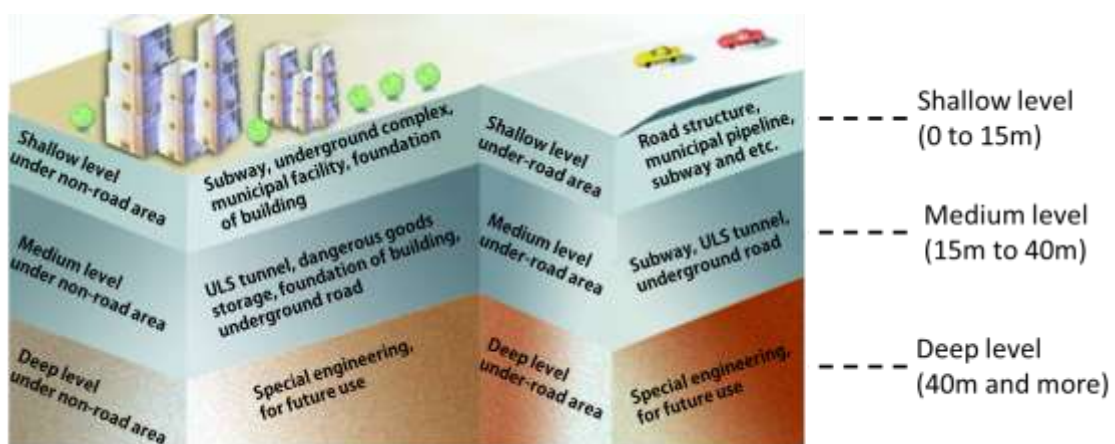 Shallow level
under non-road area
Subway, underground complex,
municipal facility, foundation
of building
Shallow level
under-road area
Road structure,
municipal pipeline,
subway and etc.
Shallow level
(0 to 15m)
Medium level
under non-road area
ULS tunnel, dangerous goods
storage, foundation of building,
underground road
Medium level
under-road area
Subway, ULS tunnel,
underground road
Medium level
(15m to 40m)
Deep level
under non-road area
Special engineering,
for future use
Deep level
under-road area
Special engineering,
for future use
Deep level
(40m and more)